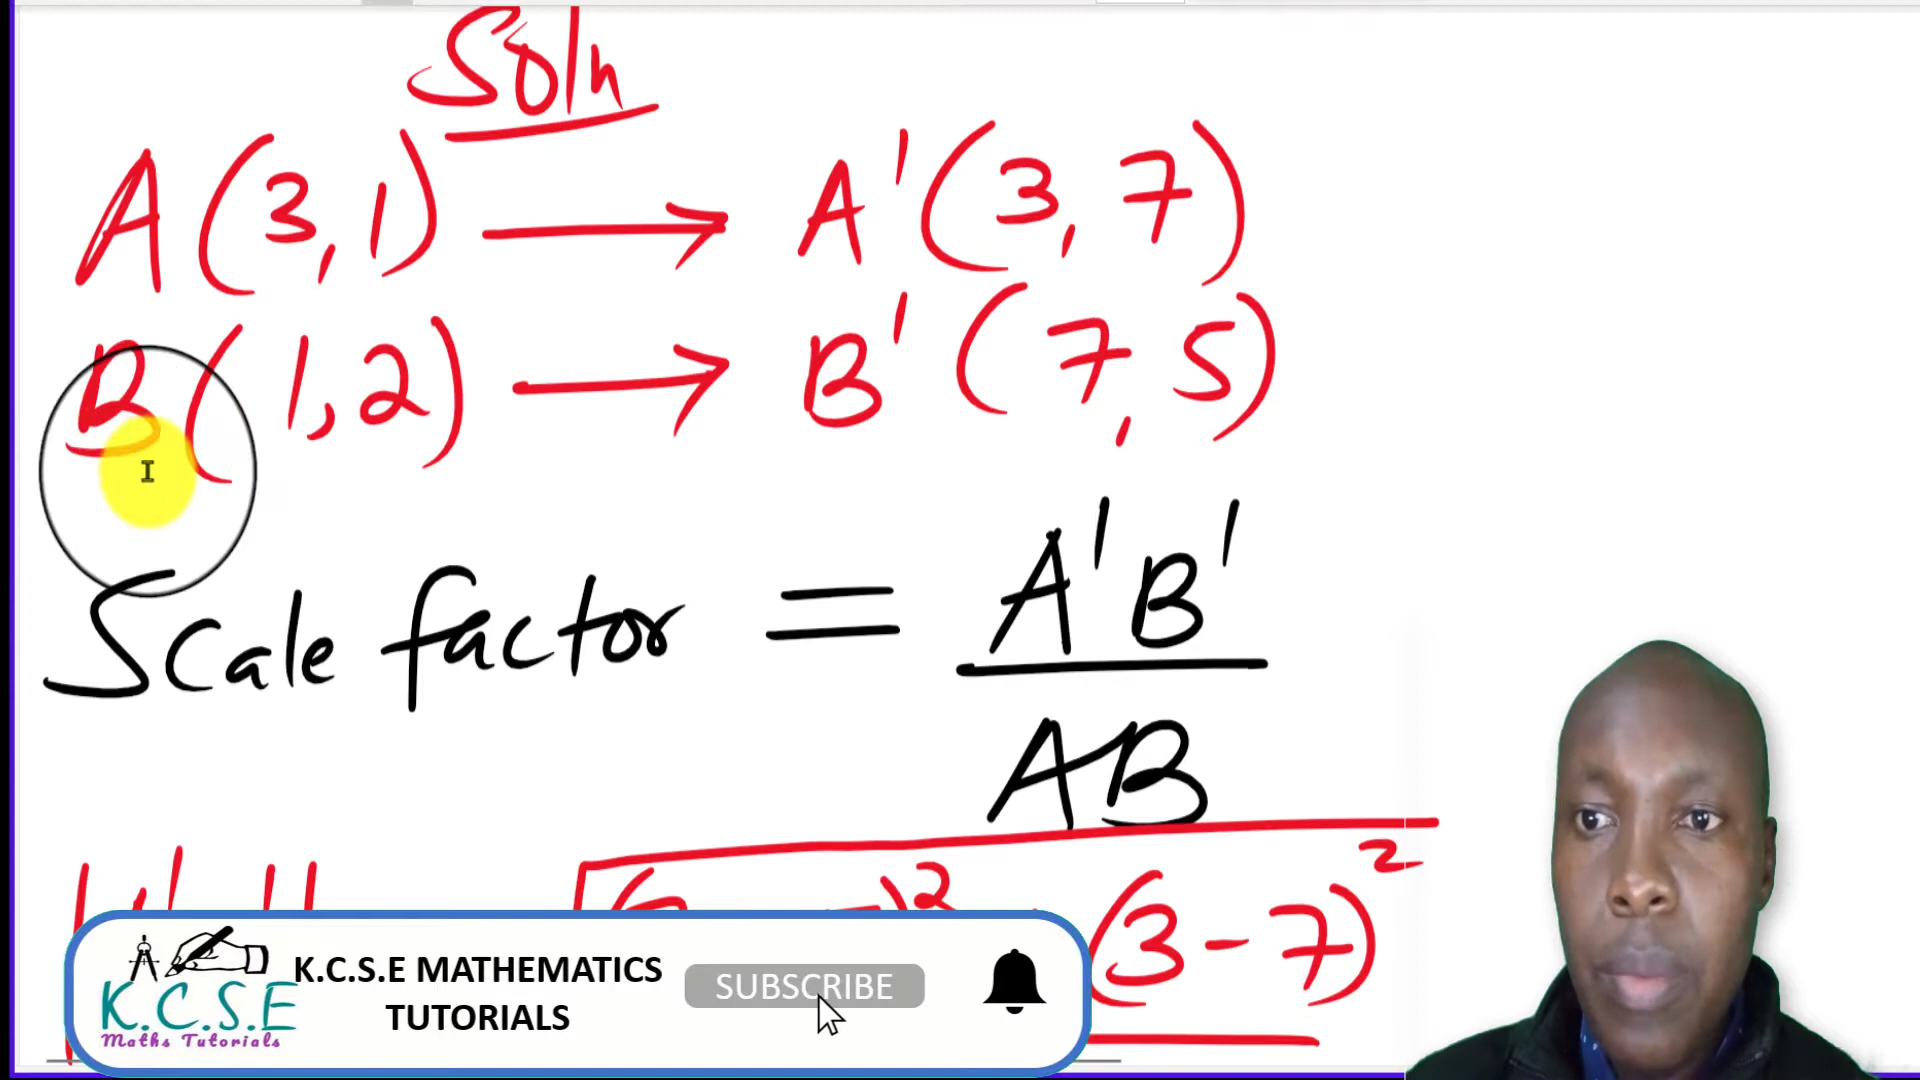 Soln
A(3,1) → A'(3,7)
B(1,2) → B'(7,5)
Scale factor = A'B'
AB
)² (3-7)²
K.C.S.E MATHEMATICS
TUTORIALS
SUBSCRIBE
K.C.S.E
Maths Tutorials